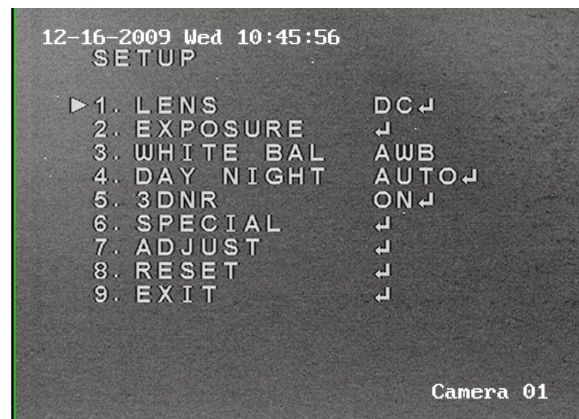 12-16-2009 Wed 10:45:56
SETUP
▶1. LENS DC↵
2. EXPOSURE ↵
3. WHITE BAL AWB
4. DAY NIGHT AUTO↵
5. 3DNR ON↵
6. SPECIAL ↵
7. ADJUST ↵
8. RESET ↵
9. EXIT ↵
Camera 01